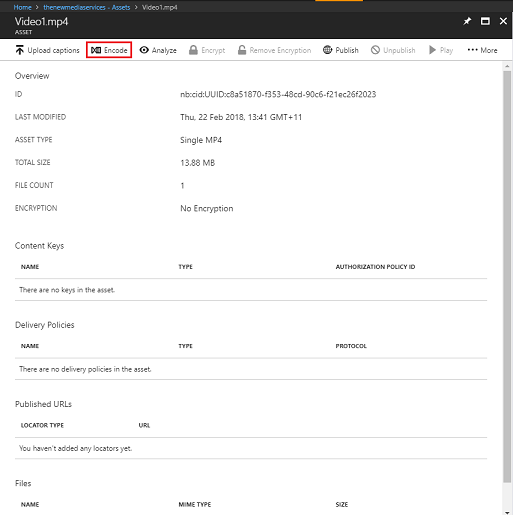 Home > thenewmediaservices - Assets > Video1.mp4
Video1.mp4
ASSET
Upload captions Encode Analyze Encrypt Remove Encryption Publish Unpublish Play ••• More
Overview
ID nb:cid:UUID:c8a51870-f353-48cd-90c6-f21ec26f2023
LAST MODIFIED Thu, 22 Feb 2018, 13:41 GMT+11
ASSET TYPE Single MP4
TOTAL SIZE 13.88 MB
FILE COUNT 1
ENCRYPTION No Encryption
Content Keys
NAME TYPE AUTHORIZATION POLICY ID
There are no keys in the asset.
Delivery Policies
NAME TYPE PROTOCOL
There are no delivery policies in the asset.
Published URLs
LOCATOR TYPE URL
You haven't added any locators yet.
Files
NAME MIME TYPE SIZE